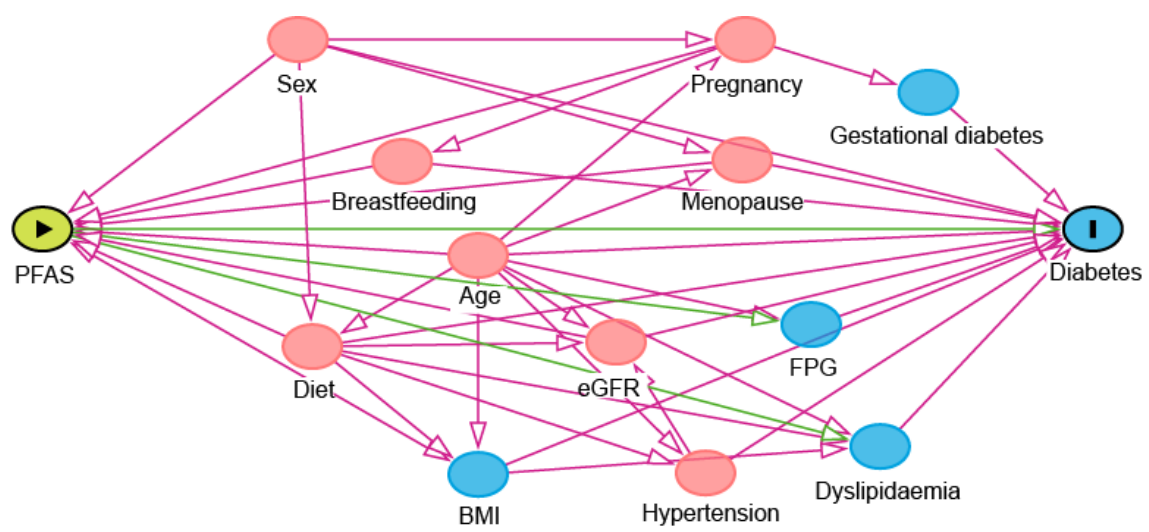 Sex
Pregnancy
Gestational diabetes
Breastfeeding
Menopause
PFAS
Age
Diabetes
Diet
eGFR
FPG
BMI
Hypertension
Dyslipidaemia